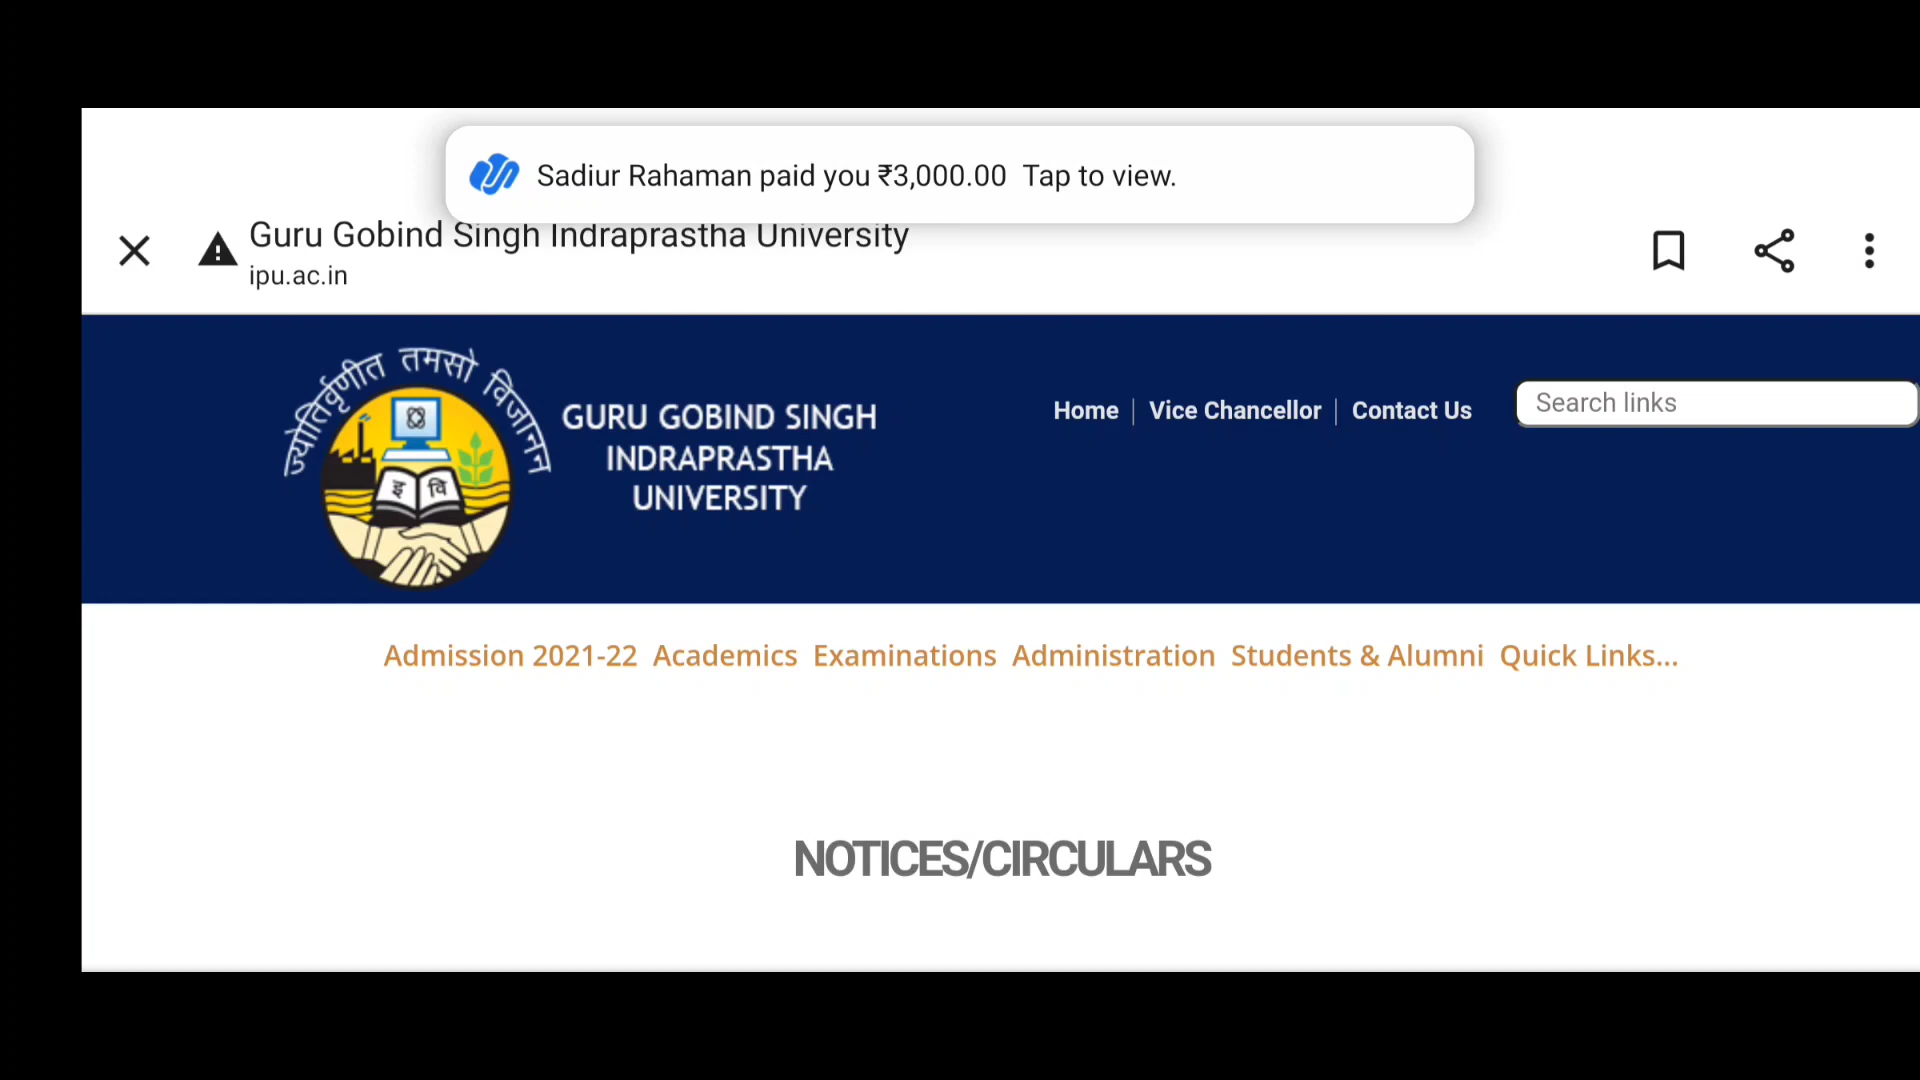 Sadiur Rahaman paid you ₹3,000.00 Tap to view.
Guru Gobind Singh Indraprastha University
ipu.ac.in
ज्योतिर्वृणीत तमसो विजानन
इ वि
GURU GOBIND SINGH
INDRAPRASTHA
UNIVERSITY
Home | Vice Chancellor | Contact Us
Search links
Admission 2021-22 Academics Examinations Administration Students & Alumni Quick Links...
NOTICES/CIRCULARS